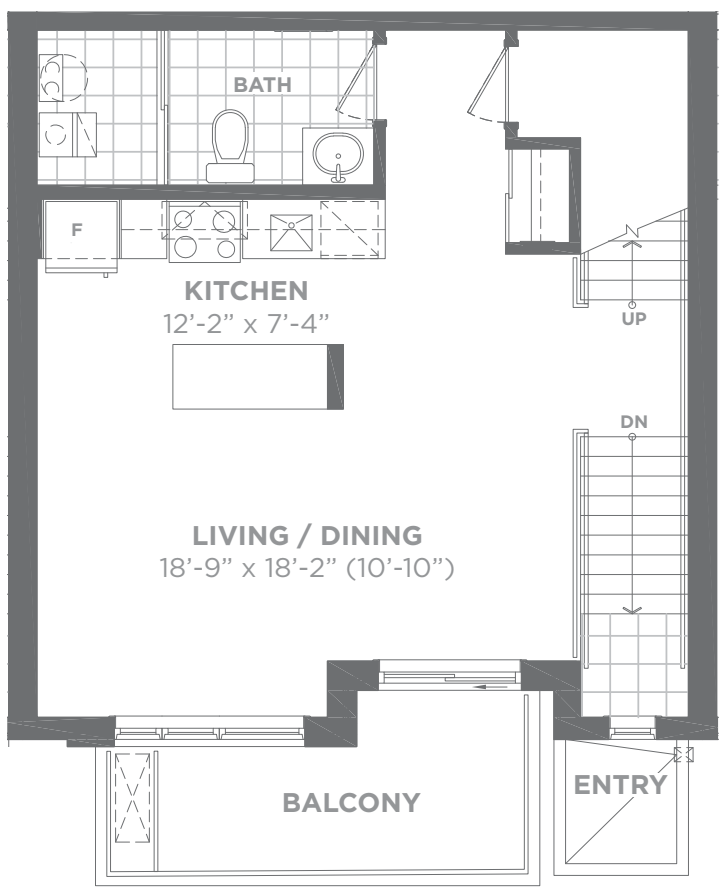 BATH
F
KITCHEN
12’-2” x 7’-4”
UP
DN
LIVING / DINING
18’-9” x 18’-2” (10’-10”)
BALCONY
ENTRY